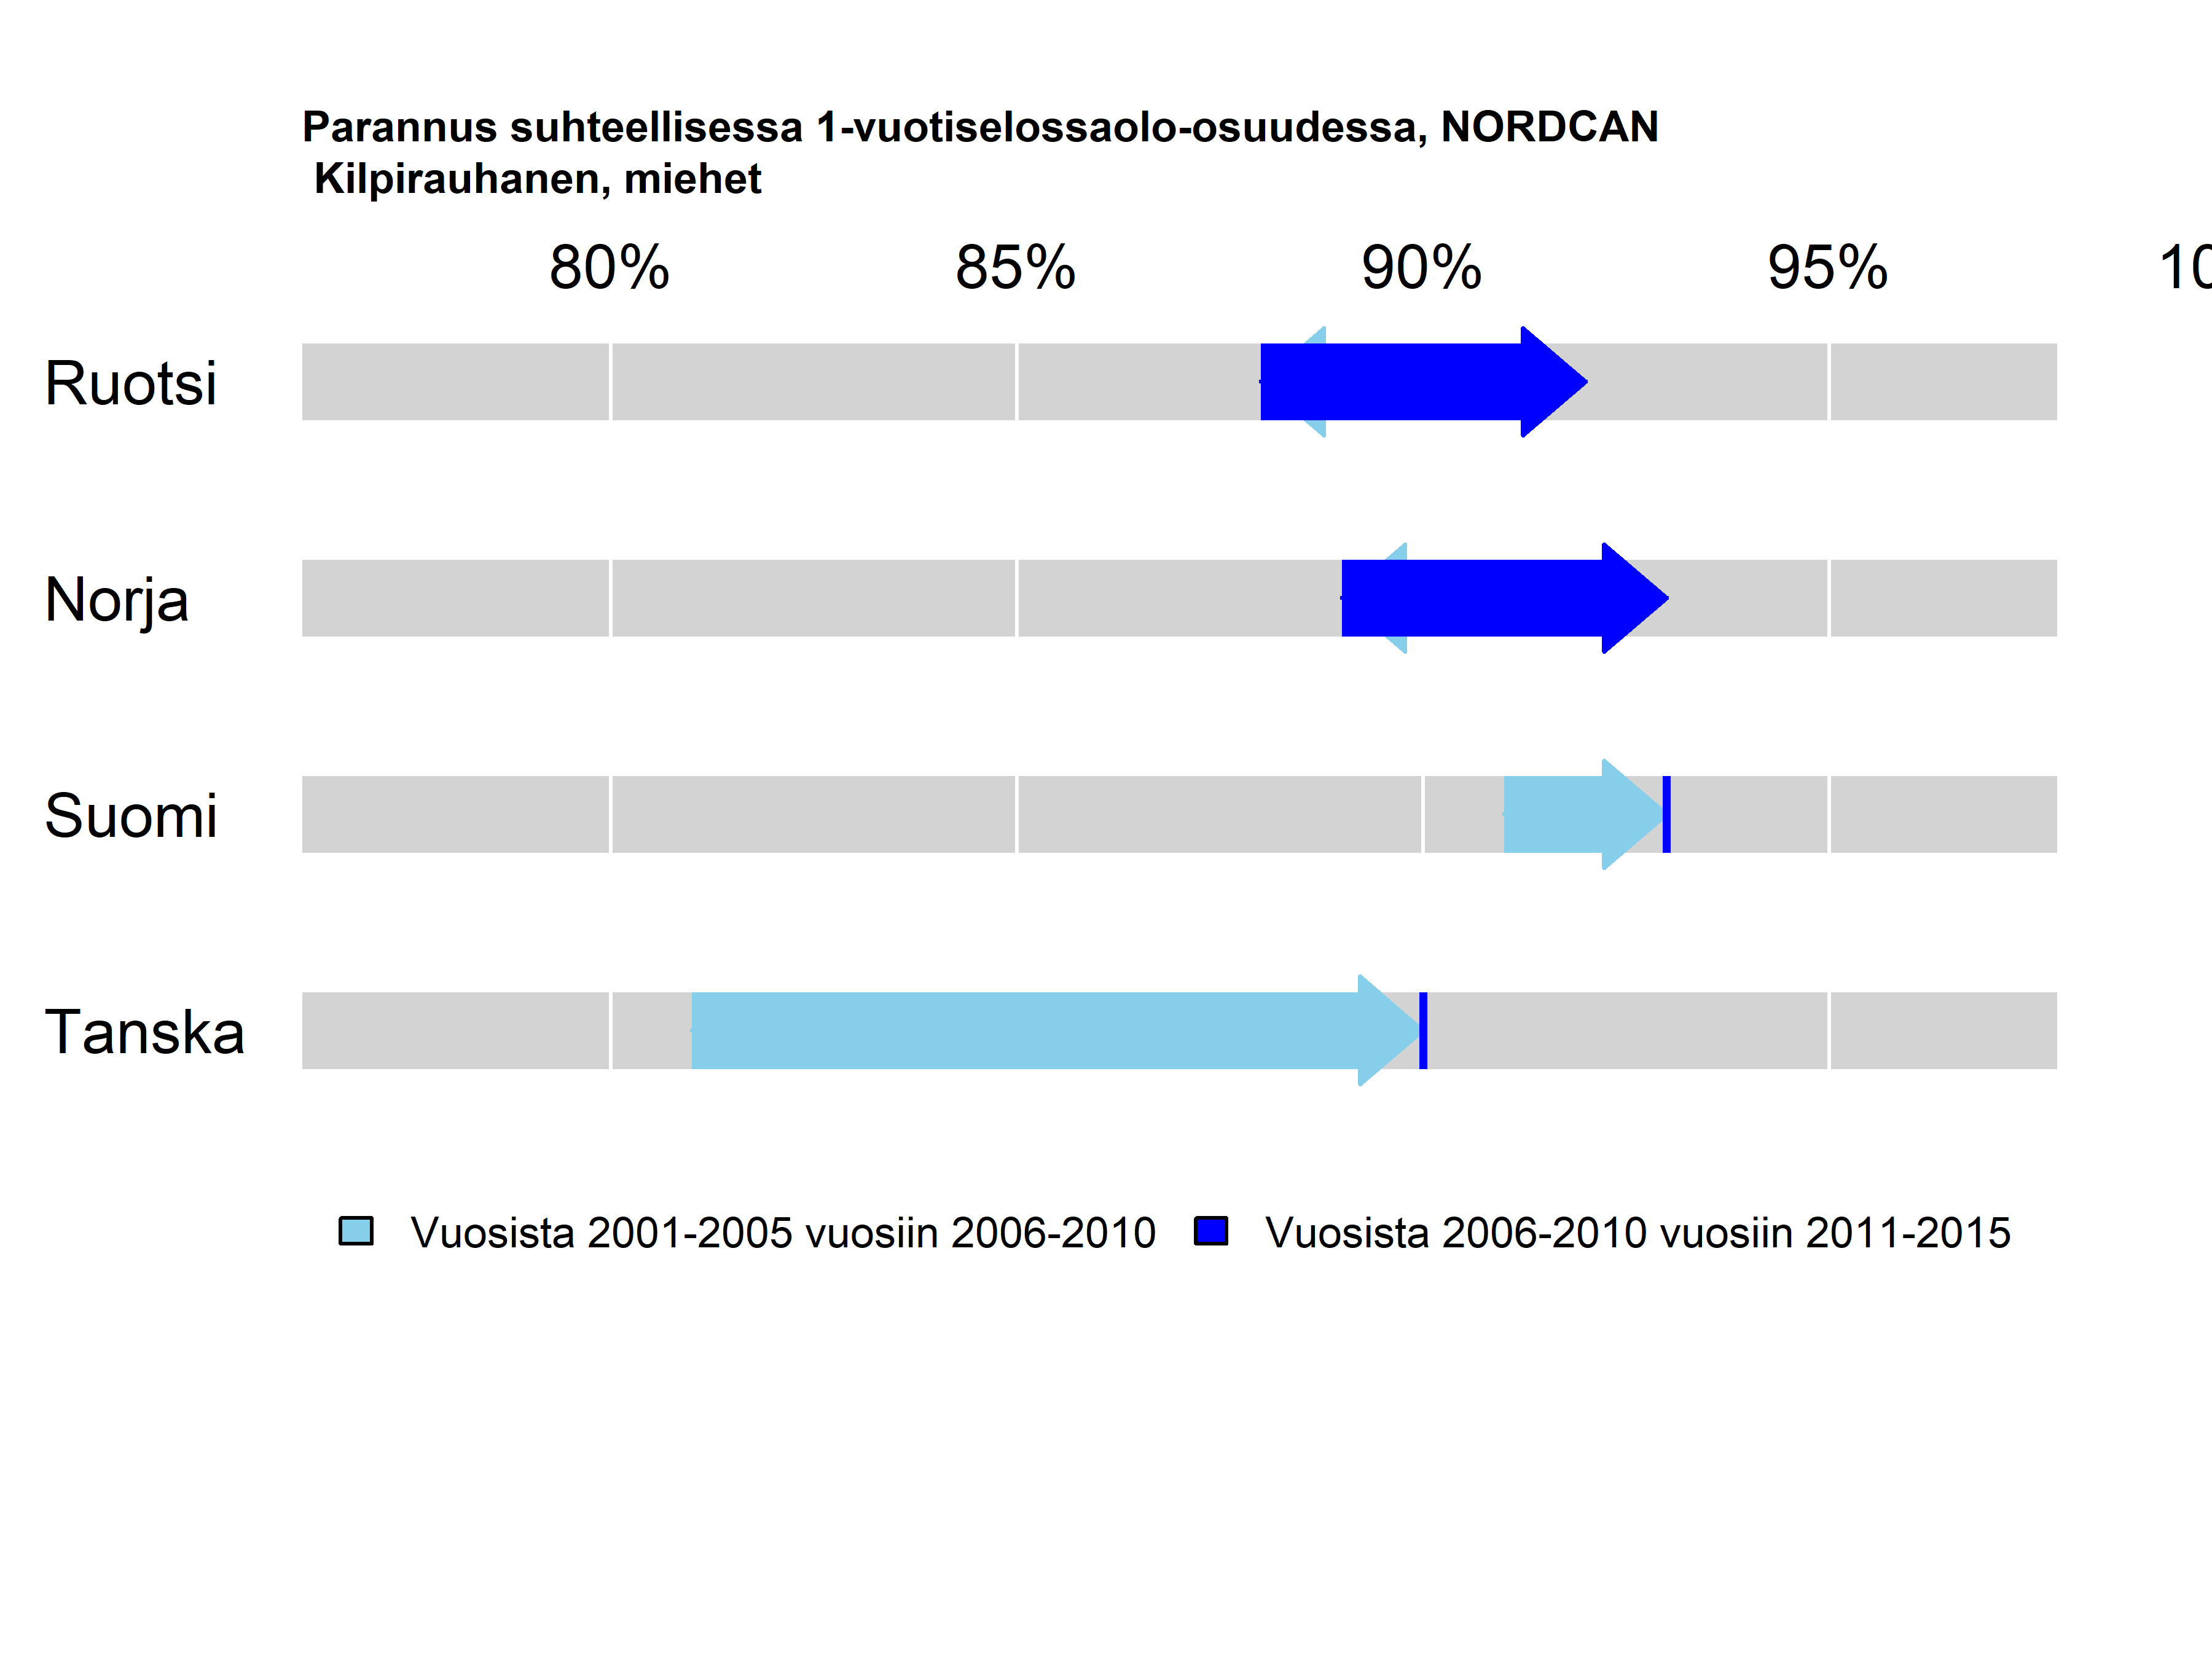 Parannus suhteellisessa 1-vuotiselossaolo-osuudessa, NORDCAN
Kilpirauhanen, miehet
80% 85% 90% 95% 10
Ruotsi
Norja
Suomi
Tanska
Vuosista 2001-2005 vuosiin 2006-2010 Vuosista 2006-2010 vuosiin 2011-2015